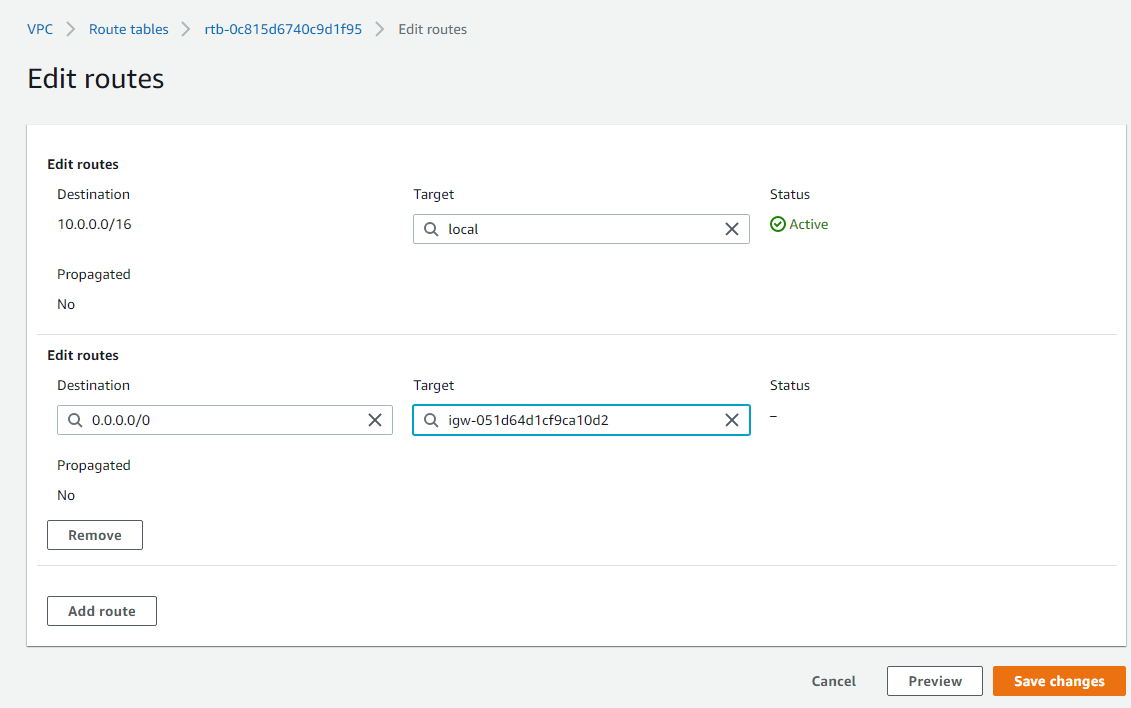 VPC > Route tables > rtb-0c815d6740c9d1f95 > Edit routes
Edit routes
Edit routes
Destination Target Status
10.0.0.0/16 local Active
Propagated
No
Edit routes
Destination Target Status
0.0.0.0/0 igw-051d64d1cf9ca10d2 –
Propagated
No
Remove
Add route
Cancel Preview Save changes